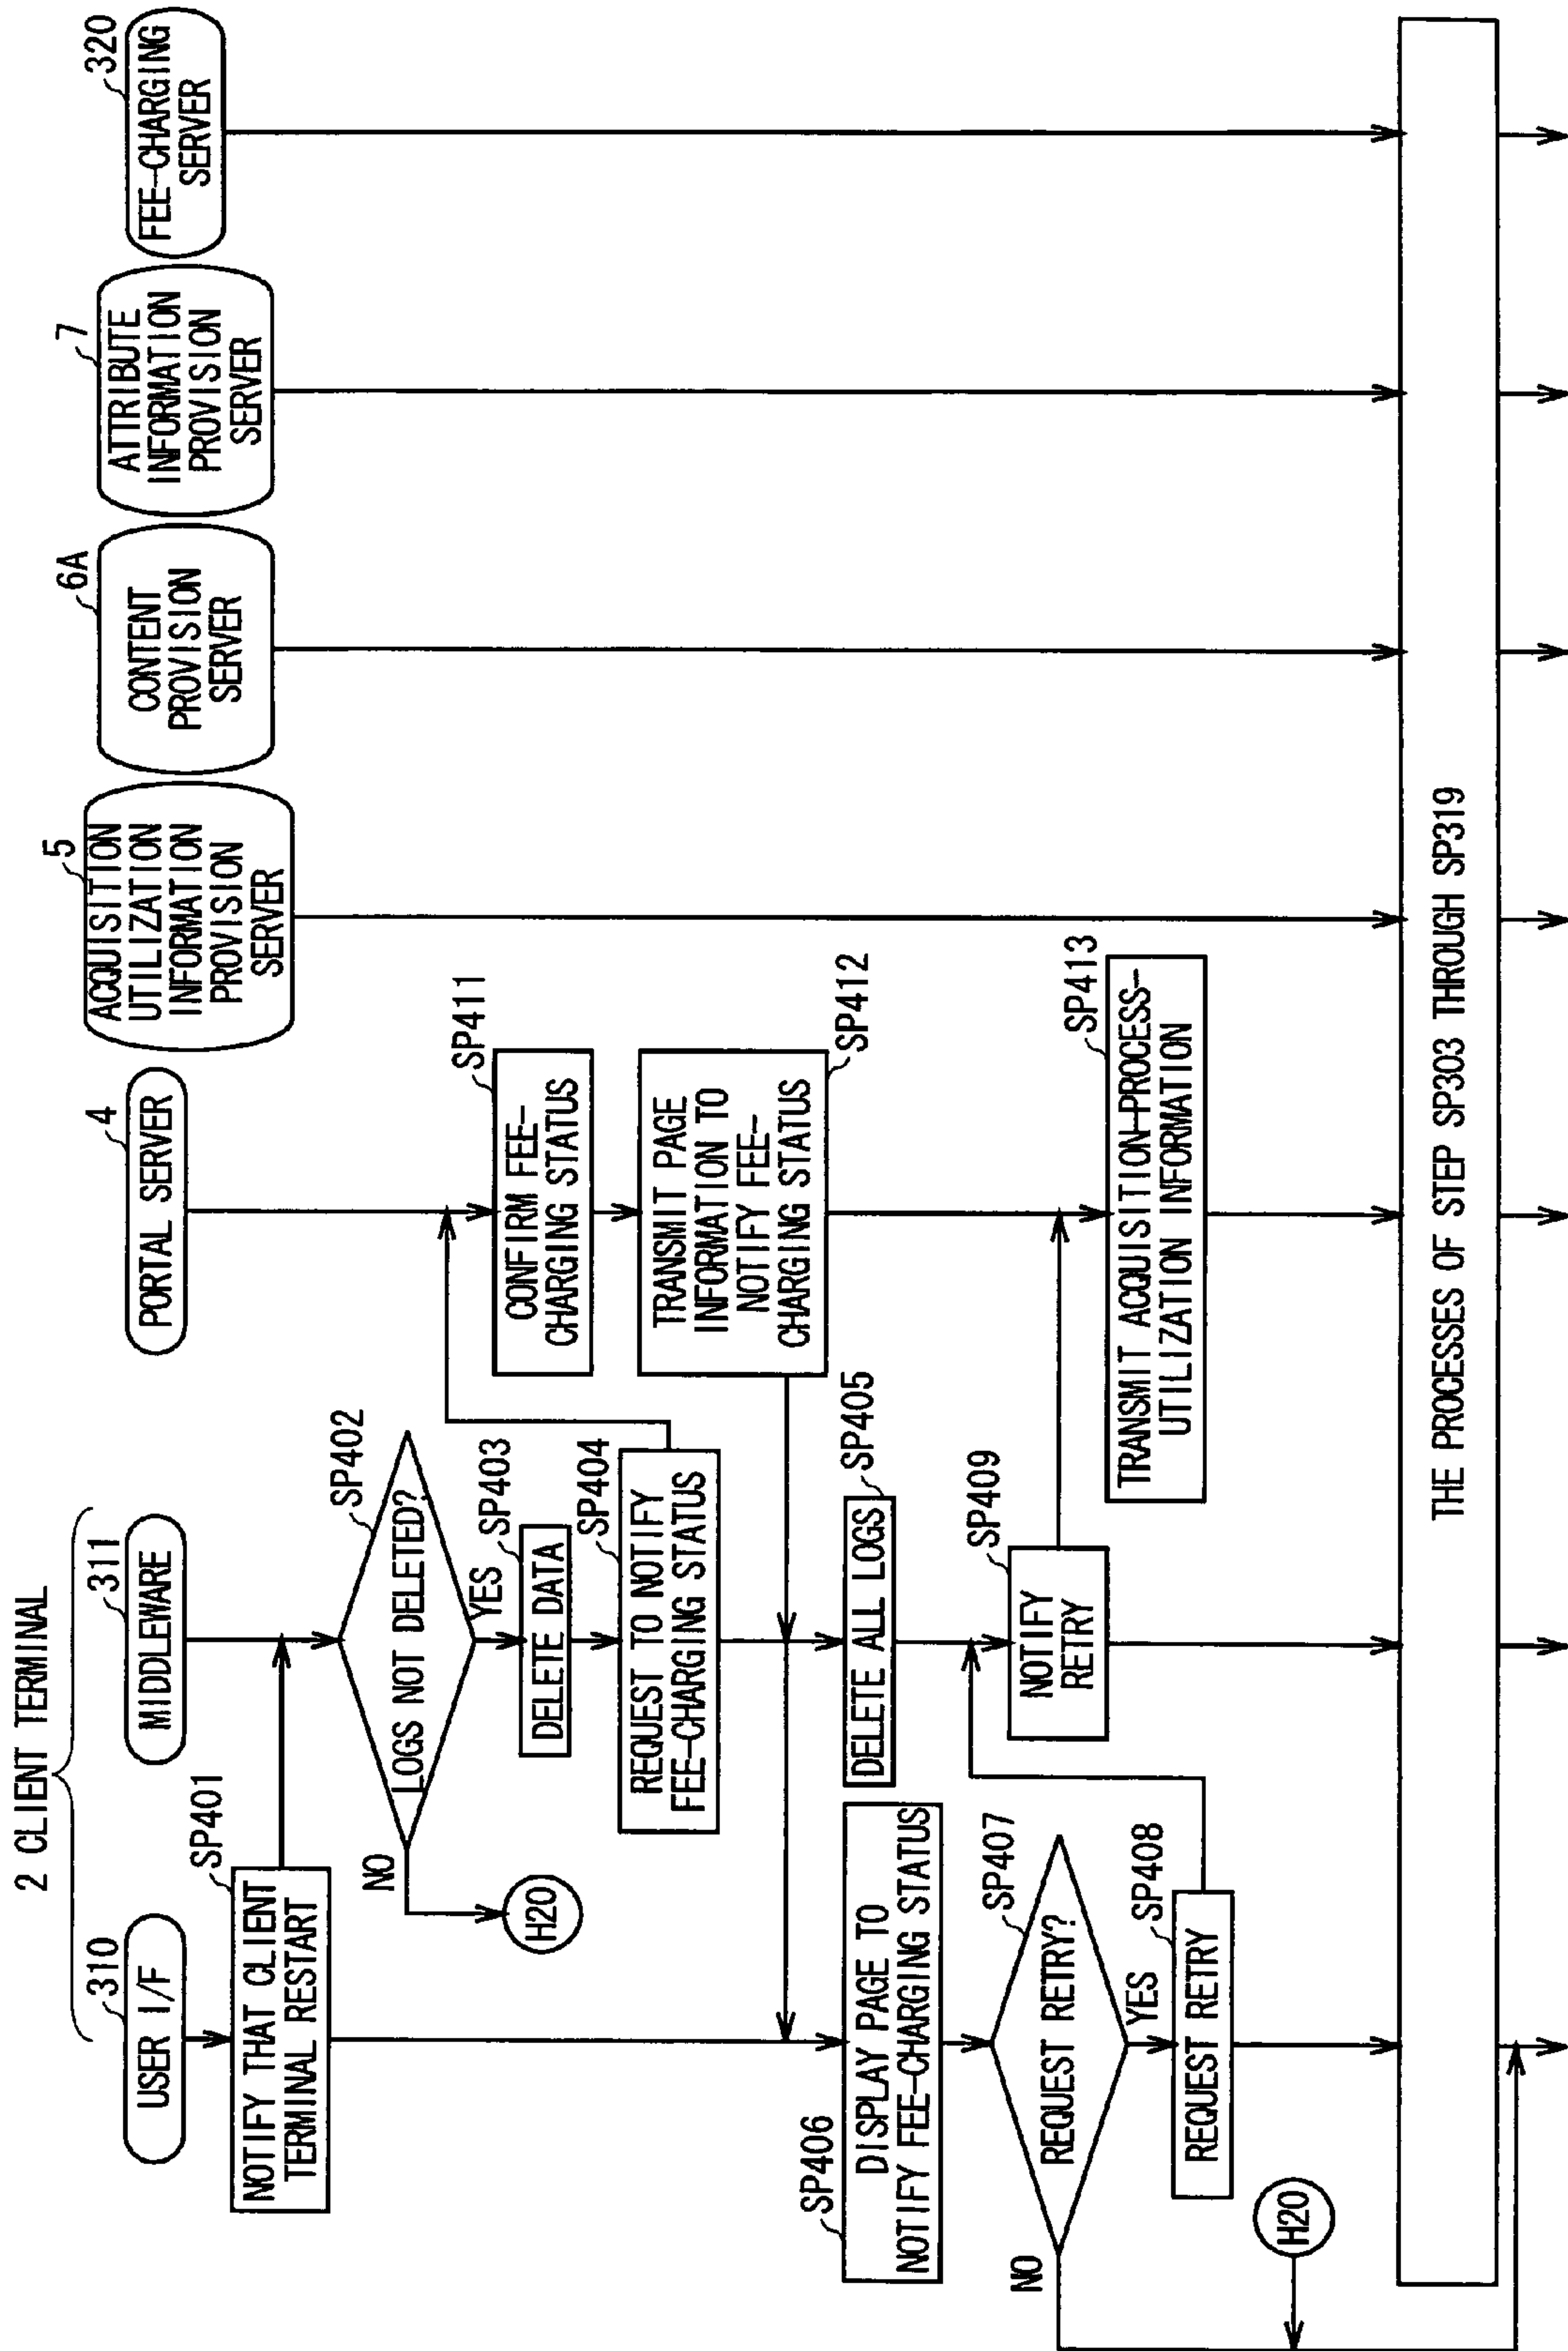 2 CLIENT TERMINAL
310
USER I/F
311
MIDDLEWARE
4
PORTAL SERVER
5
ACQUISITION
UTILIZATION
INFORMATION
PROVISION
SERVER
6A
CONTENT
PROVISION
SERVER
7
ATTRIBUTE
INFORMATION
PROVISION
SERVER
320
FEE-CHARGING
SERVER
SP401
NOTIFY THAT CLIENT
TERMINAL RESTART
SP402
LOGS NOT DELETED?
NO
YES
H20
SP403
DELETE DATA
SP404
REQUEST TO NOTIFY
FEE-CHARGING STATUS
SP411
CONFIRM FEE-
CHARGING STATUS
SP412
TRANSMIT PAGE
INFORMATION TO
NOTIFY FEE-
CHARGING STATUS
SP405
DELETE ALL LOGS
SP406
DISPLAY PAGE TO
NOTIFY FEE-CHARGING STATUS
SP407
REQUEST RETRY?
NO
YES
SP408
REQUEST RETRY
SP409
NOTIFY
RETRY
SP413
TRANSMIT ACQUISITION-PROCESS-
UTILIZATION INFORMATION
H20
THE PROCESSES OF STEP SP303 THROUGH SP319